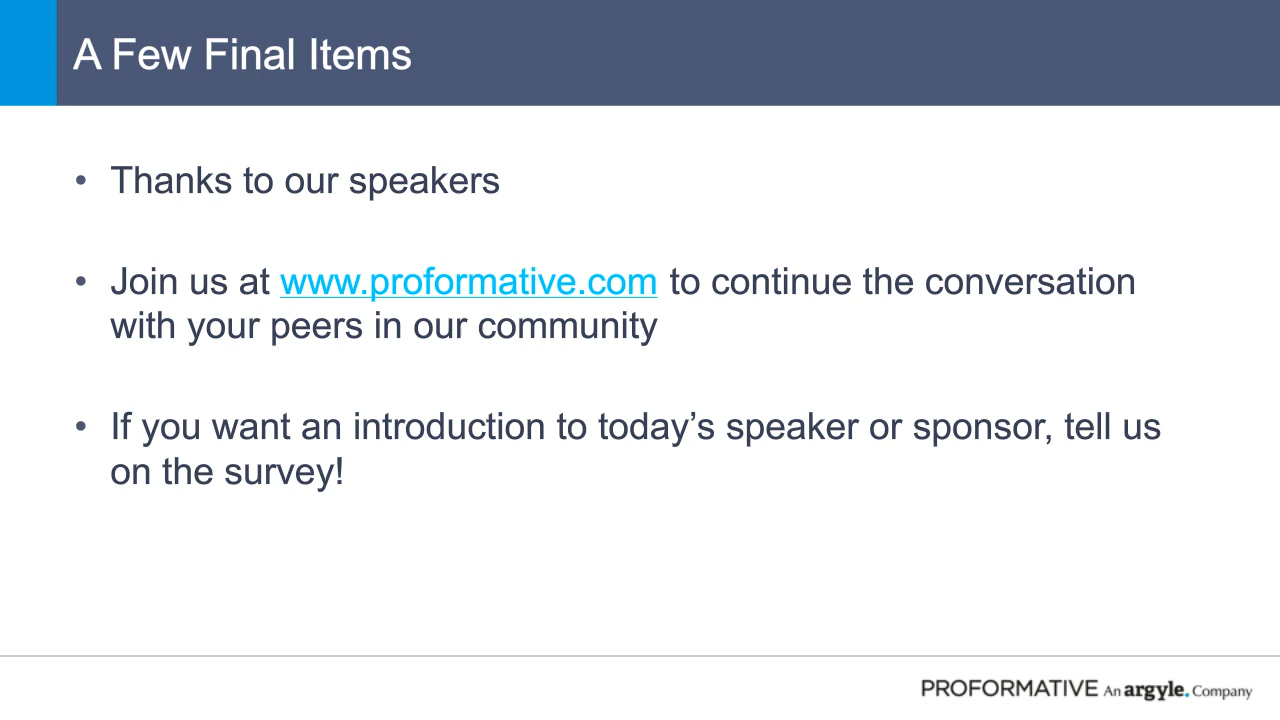 A Few Final Items
• Thanks to our speakers
• Join us at www.proformative.com to continue the conversation
with your peers in our community
• If you want an introduction to today’s speaker or sponsor, tell us
on the survey!
PROFORMATIVE An argyle. Company